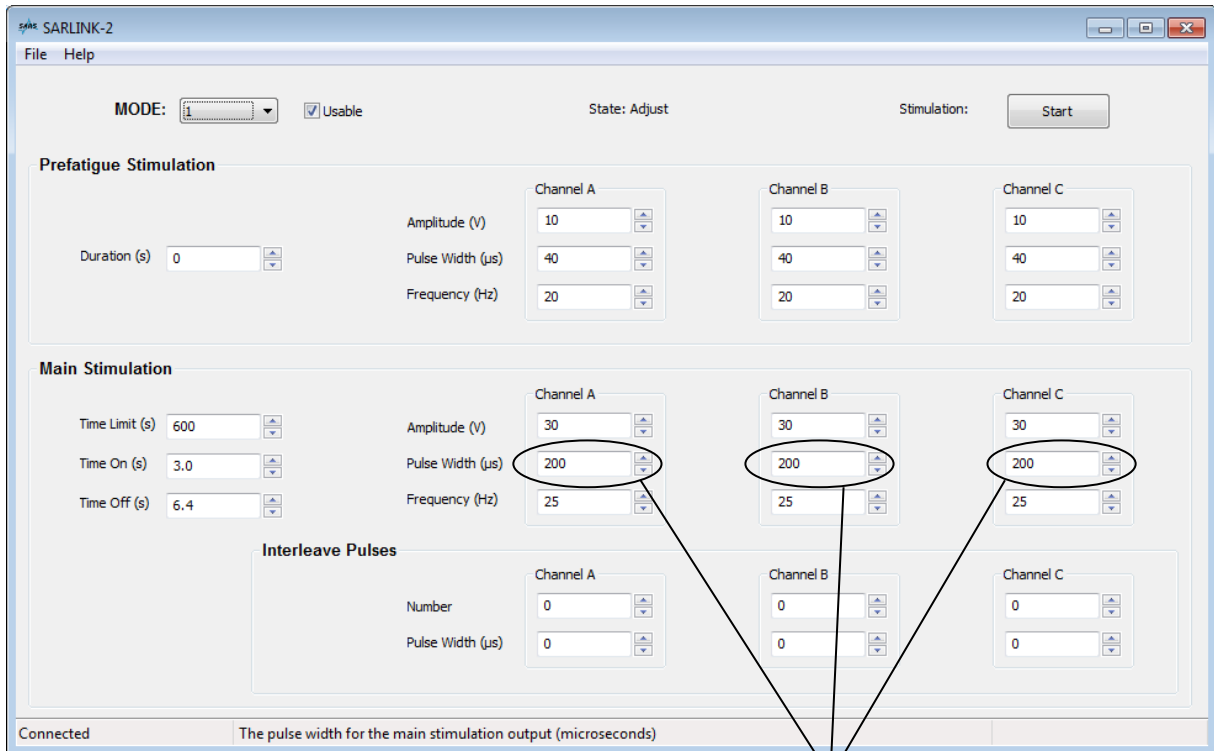 sars SARLINK-2
File Help
MODE: 1 Usable State: Adjust Stimulation: Start
Prefatigue Stimulation
Channel A Channel B Channel C
Amplitude (V) 10 10 10
Duration (s) 0 Pulse Width (µs) 40 40 40
Frequency (Hz) 20 20 20
Main Stimulation
Channel A Channel B Channel C
Time Limit (s) 600 Amplitude (V) 30 30 30
Time On (s) 3.0 Pulse Width (µs) 200 200 200
Time Off (s) 6.4 Frequency (Hz) 25 25 25
Interleave Pulses
Channel A Channel B Channel C
Number 0 0 0
Pulse Width (µs) 0 0 0
Connected The pulse width for the main stimulation output (microseconds)